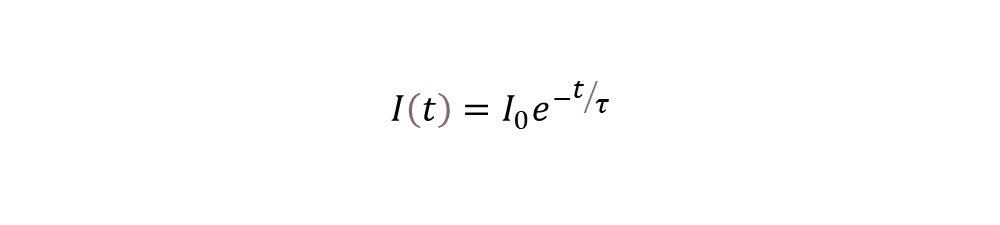 I(t) = I₀e^{-t/τ}